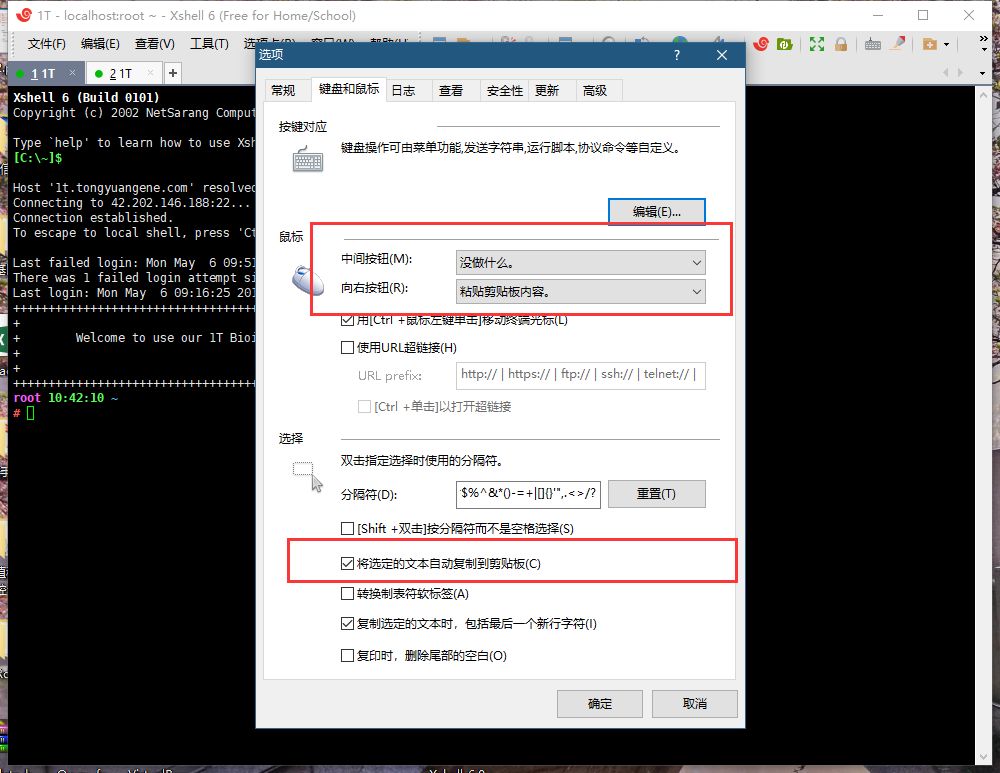 1T - localhost:root ~ - Xshell 6 (Free for Home/School)
文件(F) 编辑(E) 查看(V) 工具(T)
1 1T × 2 1T × +
选项 ? ×
常规 键盘和鼠标 日志 查看 安全性 更新 高级
Xshell 6 (Build 0101)
Copyright (c) 2002 NetSarang Comput
Type `help' to learn how to use Xsh
[C:\~]$
Host '1t.tongyuangene.com' resolved
Connecting to 42.202.146.188:22...
Connection established.
To escape to local shell, press 'Ct
Last failed login: Mon May  6 09:51
There was 1 failed login attempt si
Last login: Mon May  6 09:16:25 201
+++++++++++++++++++++++++++++++++++
+
+ Welcome to use our 1T Bioi
+
+
+++++++++++++++++++++++++++++++++++
root 10:42:10 ~
#
按键对应
键盘操作可由菜单功能,发送字符串,运行脚本,协议命令等自定义。
编辑(E)...
鼠标
中间按钮(M): 没做什么。
向右按钮(R): 粘贴剪贴板内容。
用[Ctrl +鼠标左键单击]移动终端光标(L)
使用URL超链接(H)
URL prefix: http:// | https:// | ftp:// | ssh:// | telnet:// |
[Ctrl +单击]以打开超链接
选择
双击指定选择时使用的分隔符。
分隔符(D): $%^&*()-=+|[]{}'",.<>/? 重置(T)
[Shift +双击]按分隔符而不是空格选择(S)
将选定的文本自动复制到剪贴板(C)
转换制表符软标签(A)
复制选定的文本时，包括最后一个新行字符(I)
复印时，删除尾部的空白(O)
确定 取消